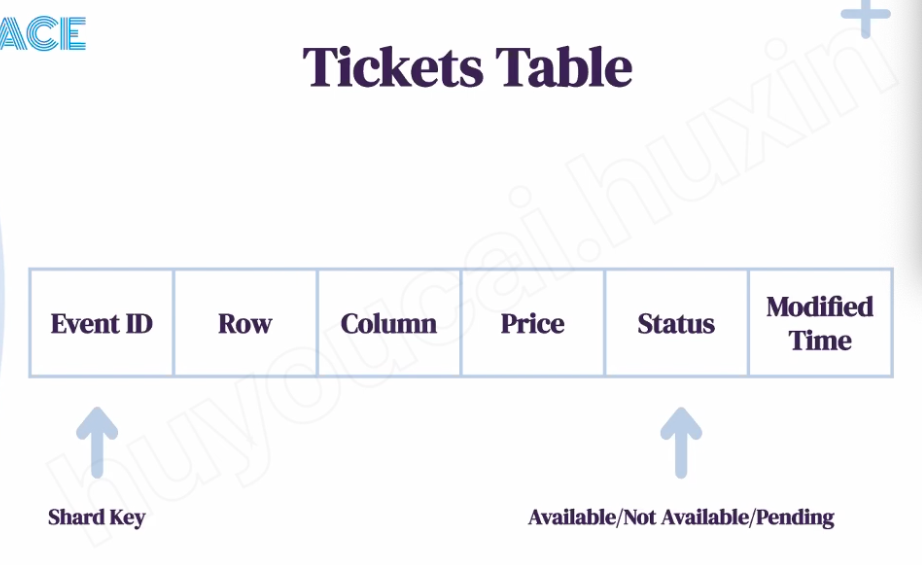 ACE
Tickets Table
Event ID
Row
Column
Price
Status
Modified
Time
Shard Key
Available/Not Available/Pending
huyoucai.huxin